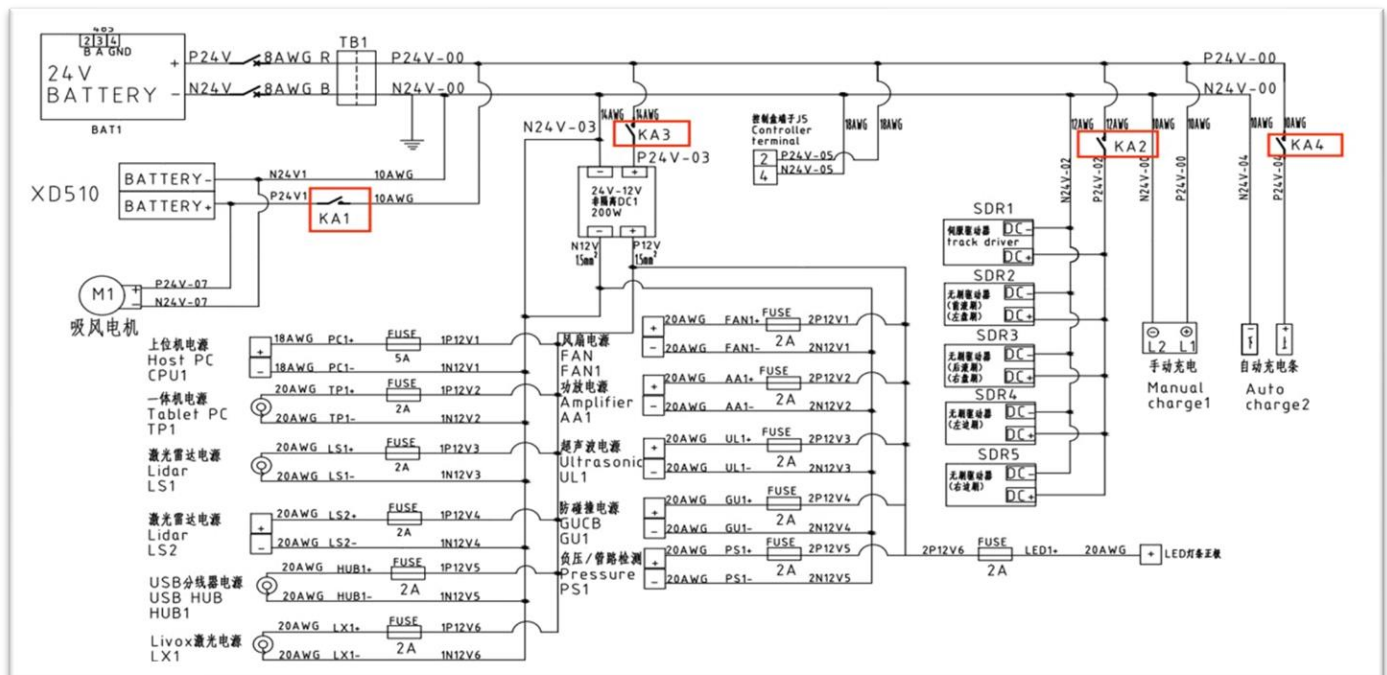 485
2 3 4
B A GND
24V
BATTERY
+
-
BAT1
P24V
8AWG R
N24V
8AWG B
TB1
P24V-00
N24V-00
P24V-00
N24V-00
XD510
BATTERY-
BATTERY+
N24V1
10AWG
P24V1
10AWG
KA1
M1
+
-
P24V-07
N24V-07
吸风电机
N24V-03
14AWG
14AWG
KA3
P24V-03
-
+
24V-12V
非隔离DC1
200W
-
+
N12V
1.5mm²
P12V
1.5mm²
控制盒端子J5
Controller
terminal
2
P24V-05
4
N24V-05
18AWG
18AWG
12AWG
12AWG
KA2
10AWG
10AWG
10AWG
10AWG
KA4
N24V-02
P24V-02
N24V-00
P24V-00
N24V-04
P24V-04
SDR1
伺服驱动器
track driver
DC-
DC+
SDR2
无刷驱动器
(前滚刷)
(左盘刷)
DC-
DC+
SDR3
无刷驱动器
(后滚刷)
(右盘刷)
DC-
DC+
SDR4
无刷驱动器
(左边刷)
DC-
DC+
SDR5
无刷驱动器
(右边刷)
DC-
DC+
⊖
⊕
L2
L1
手动充电
Manual
charge1
-
+
自动充电条
Auto
charge2
上位机电源
Host PC
CPU1
+
-
18AWG PC1+
FUSE
5A
1P12V1
18AWG PC1-
1N12V1
一体机电源
Tablet PC
TP1
20AWG TP1+
FUSE
2A
1P12V2
20AWG TP1-
1N12V2
激光雷达电源
Lidar
LS1
20AWG LS1+
FUSE
2A
1P12V3
20AWG LS1-
1N12V3
激光雷达电源
Lidar
LS2
+
-
20AWG LS2+
FUSE
2A
1P12V4
20AWG LS2-
1N12V4
USB分线器电源
USB HUB
HUB1
20AWG HUB1+
FUSE
2A
1P12V5
20AWG HUB1-
1N12V5
Livox激光电源
LX1
20AWG LX1+
FUSE
2A
1P12V6
20AWG LX1-
1N12V6
风扇电源
FAN
FAN1
+
-
20AWG FAN1+
FUSE
2A
2P12V1
20AWG FAN1-
2N12V1
功放电源
Amplifier
AA1
+
-
20AWG AA1+
FUSE
2A
2P12V2
20AWG AA1-
2N12V2
超声波电源
Ultrasonic
UL1
+
-
20AWG UL1+
FUSE
2A
2P12V3
20AWG UL1-
2N12V3
防碰撞电源
GUCB
GU1
+
-
20AWG GU1+
FUSE
2A
2P12V4
20AWG GU1-
2N12V4
负压/管路检测
Pressure
PS1
+
-
20AWG PS1+
FUSE
2A
2P12V5
20AWG PS1-
2N12V5
2P12V6
FUSE
2A
LED1+
20AWG
+
LED灯条正极